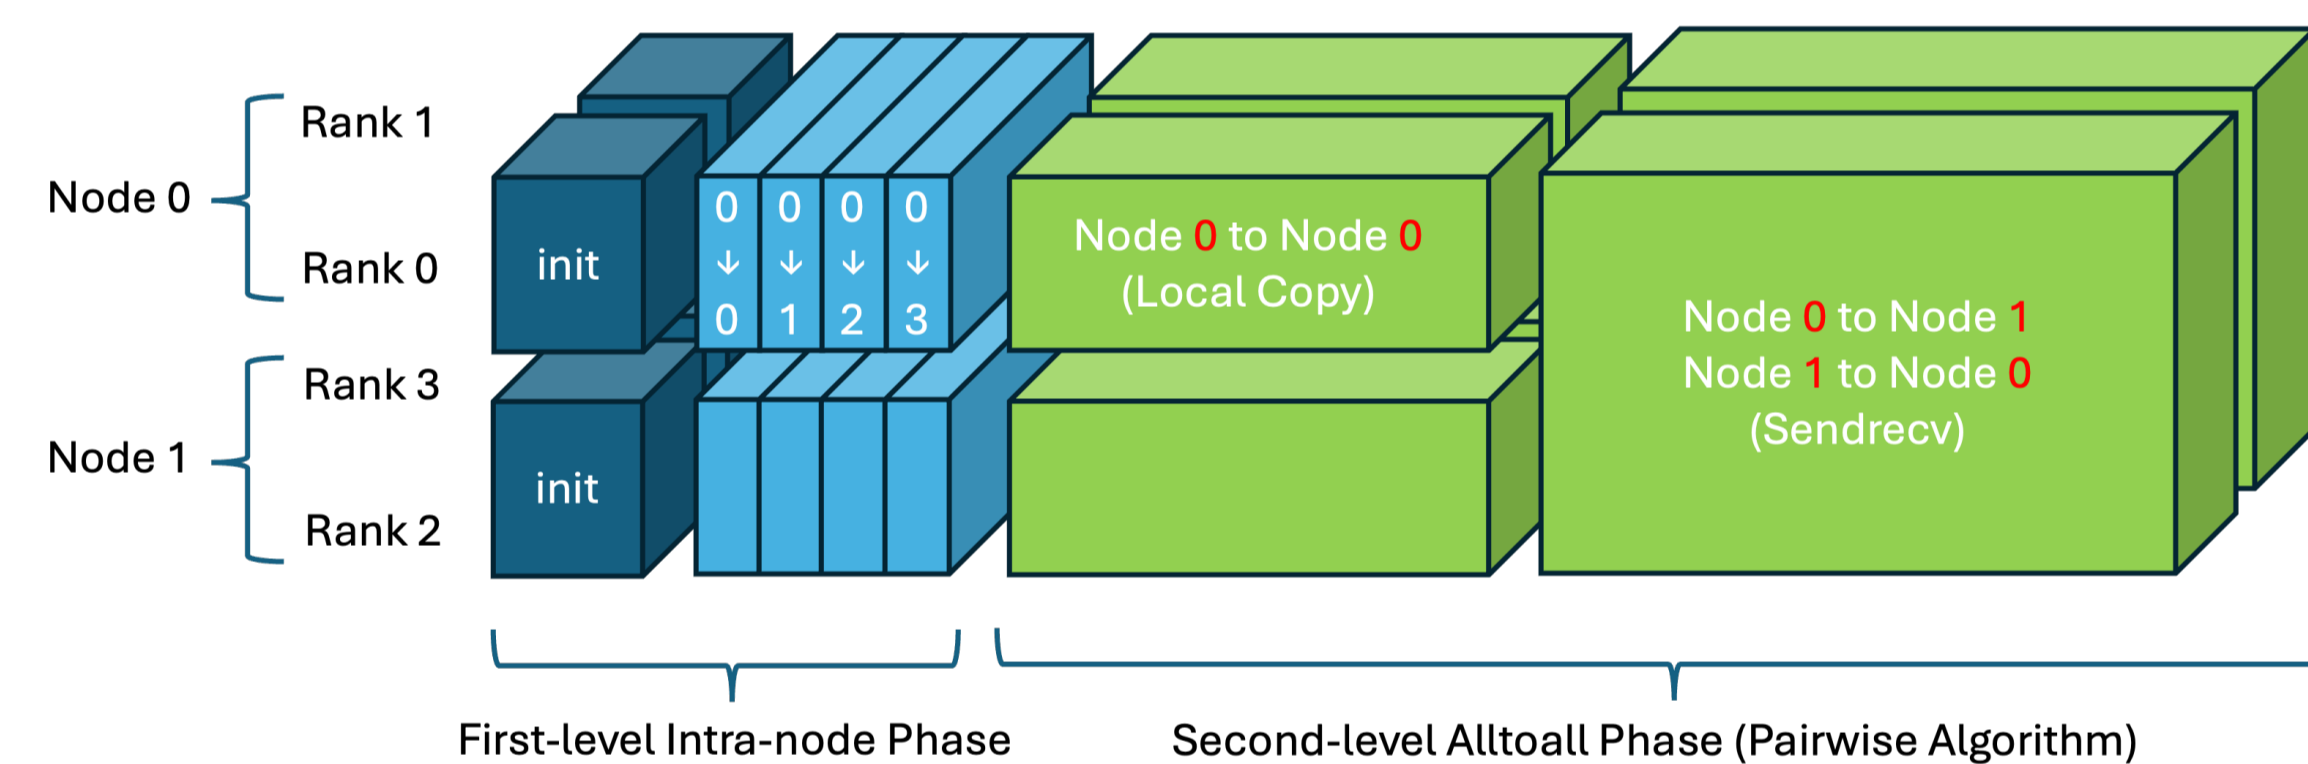 Rank 1
Node 0
Rank 0
init
0 0 0 0
↓ ↓ ↓ ↓
0 1 2 3
Node 0 to Node 0
(Local Copy)
Node 0 to Node 1
Node 1 to Node 0
(Sendrecv)
Rank 3
Node 1
Rank 2
init
First-level Intra-node Phase
Second-level Alltoall Phase (Pairwise Algorithm)